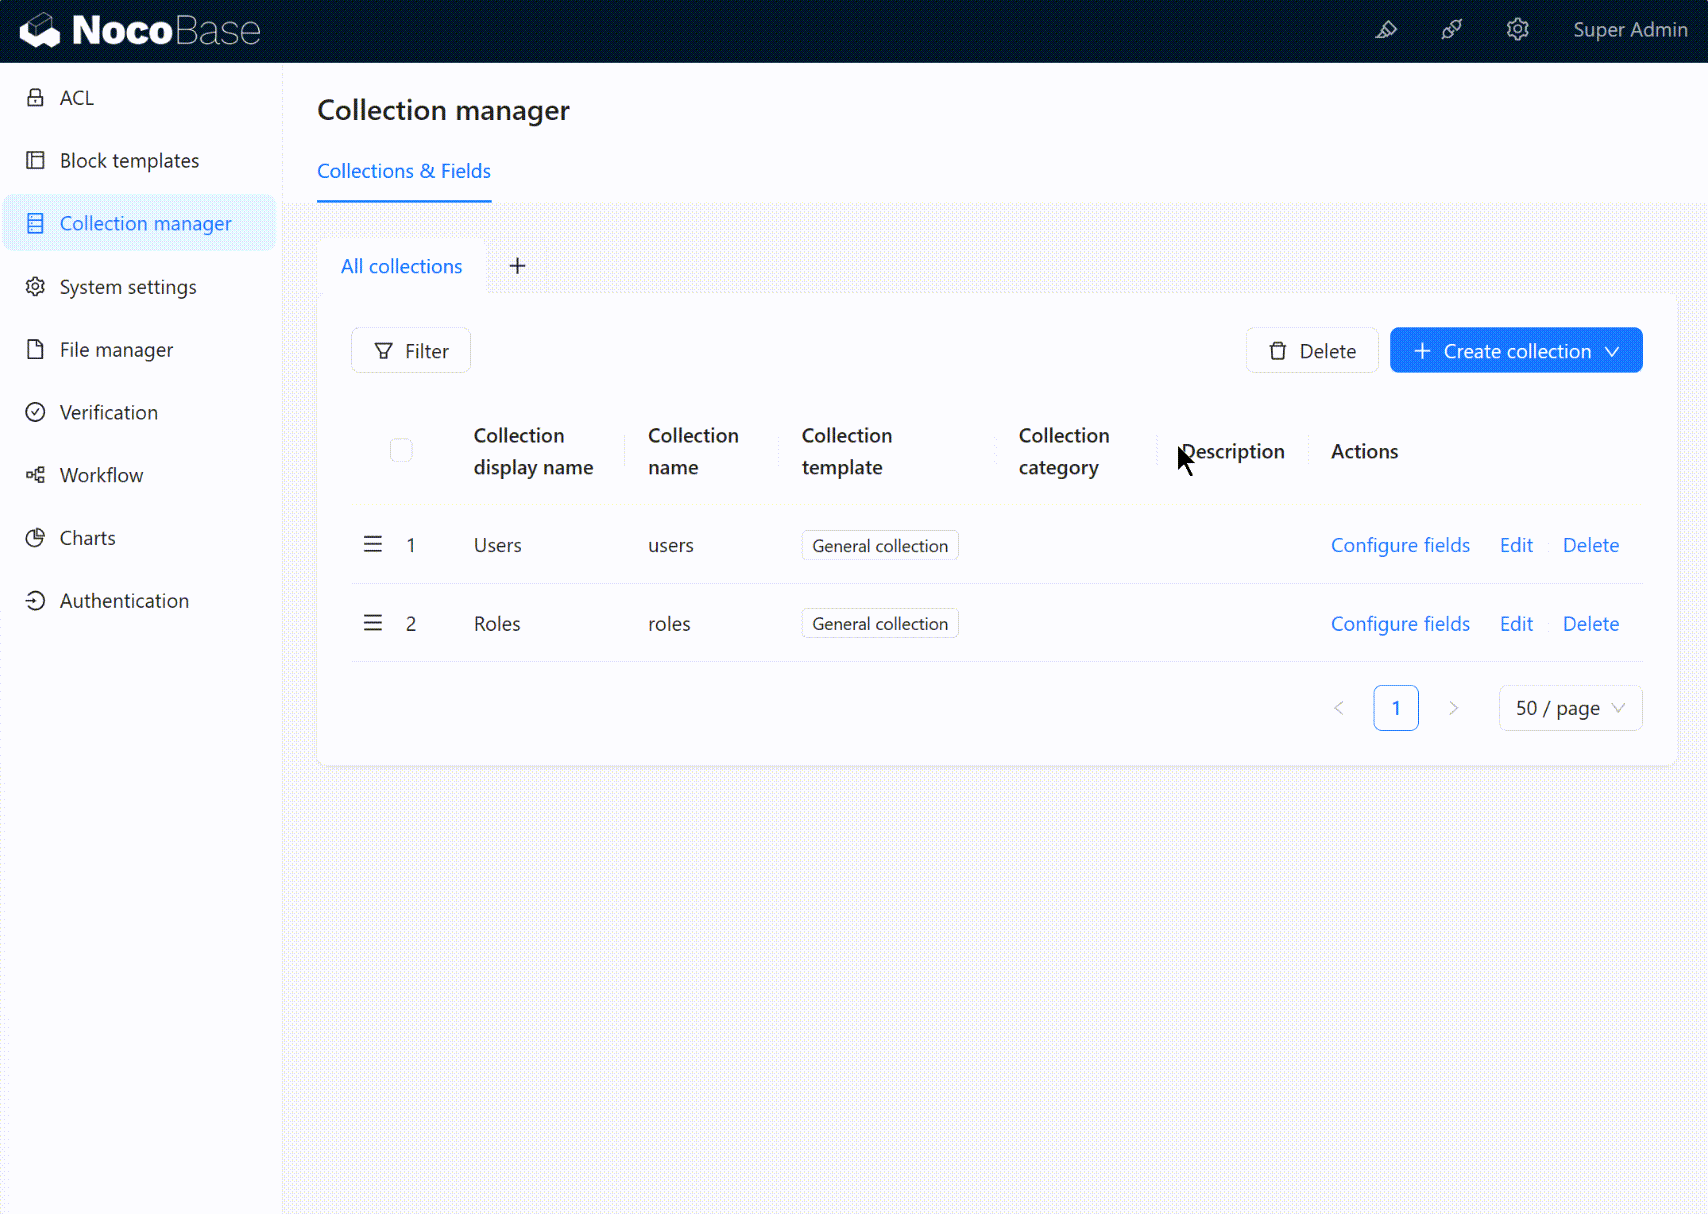 NocoBase
Super Admin
ACL
Block templates
Collection manager
System settings
File manager
Verification
Workflow
Charts
Authentication
Collection manager
Collections & Fields
All collections
Filter
Delete
Create collection
Collection display name
Collection name
Collection template
Collection category
Description
Actions
1 Users users General collection Configure fields Edit Delete
2 Roles roles General collection Configure fields Edit Delete
1
50 / page